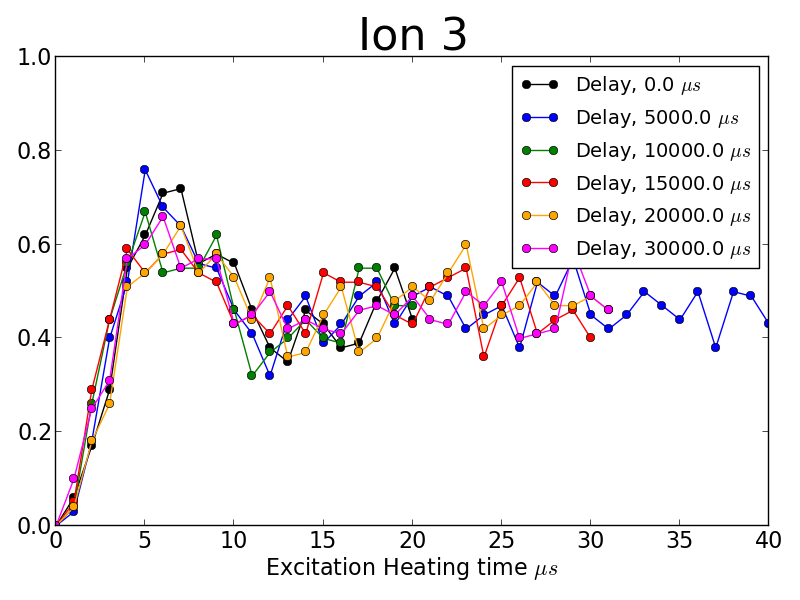 Ion 3
1.0
0.8
0.6
0.4
0.2
0.0
Delay, 0.0 μs
Delay, 5000.0 μs
Delay, 10000.0 μs
Delay, 15000.0 μs
Delay, 20000.0 μs
Delay, 30000.0 μs
0 5 10 15 20 25 30 35 40
Excitation Heating time μs